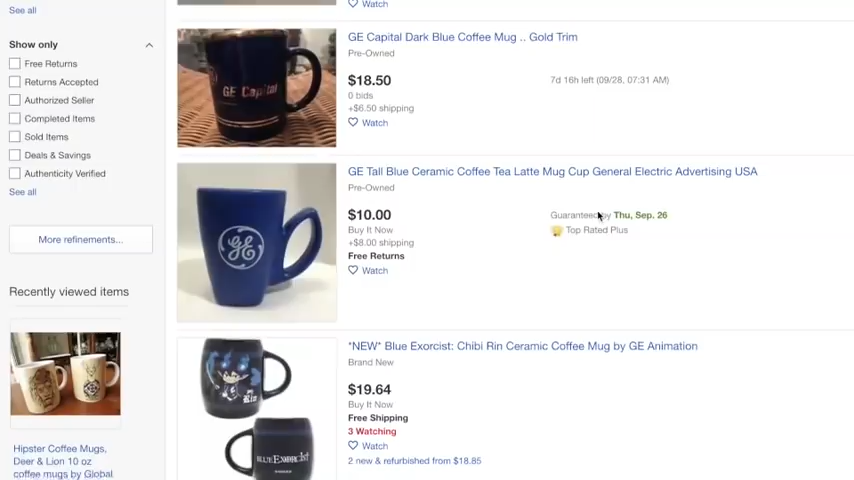 See all
Watch
Show only
Free Returns
Returns Accepted
Authorized Seller
Completed Items
Sold Items
Deals & Savings
Authenticity Verified
See all
More refinements...
Recently viewed items
Hipster Coffee Mugs,
Deer & Lion 10 oz
coffee mugs by Global
GE Capital
GE Capital Dark Blue Coffee Mug .. Gold Trim
Pre-Owned
$18.50
0 bids
+$6.50 shipping
Watch
7d 16h left (09/28, 07:31 AM)
GE
GE Tall Blue Ceramic Coffee Tea Latte Mug Cup General Electric Advertising USA
Pre-Owned
$10.00
Buy It Now
+$8.00 shipping
Free Returns
Watch
Guaranteed by Thu, Sep. 26
Top Rated Plus
Rin
BLUE EXORCIST
*NEW* Blue Exorcist: Chibi Rin Ceramic Coffee Mug by GE Animation
Brand New
$19.64
Buy It Now
Free Shipping
3 Watching
Watch
2 new & refurbished from $18.85